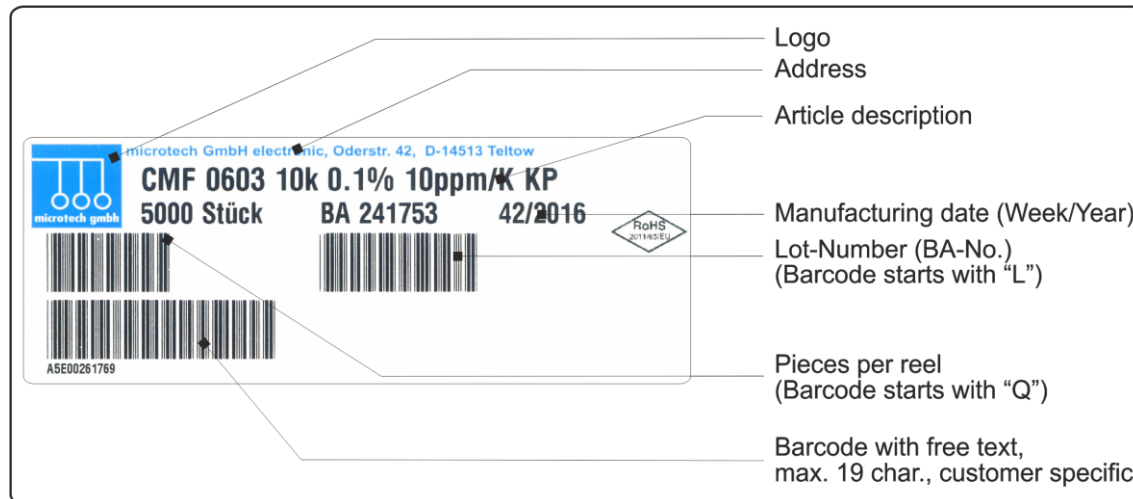 Logo
Address
Article description
microtech GmbH electronic, Oderstr. 42, D-14513 Teltow
CMF 0603 10k 0.1% 10ppm/K KP
5000 Stück BA 241753 42/2016
microtech gmbh
RoHS
2011/65/EU
Manufacturing date (Week/Year)
Lot-Number (BA-No.)
(Barcode starts with “L”)
A5E00261769
Pieces per reel
(Barcode starts with “Q”)
Barcode with free text,
max. 19 char., customer specific